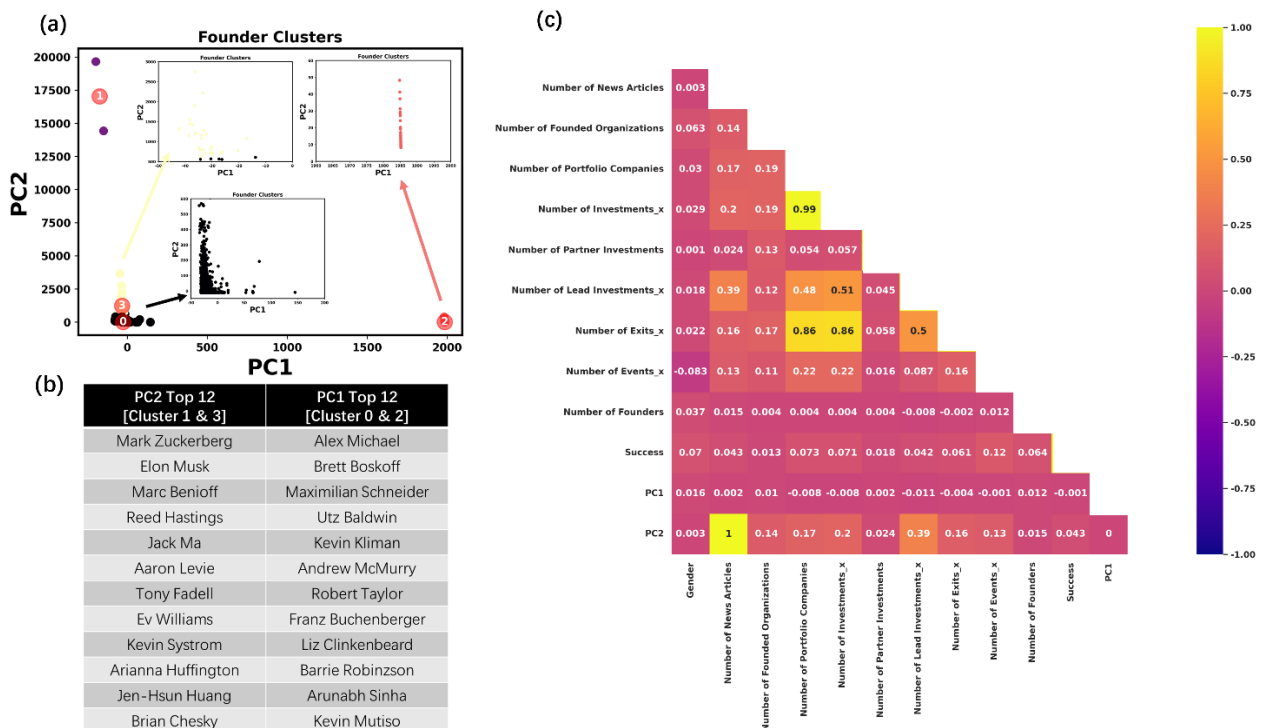 (a)
Founder Clusters
20000
17500
15000
12500
10000
7500
5000
2500
0
PC2
0
500
1000
1500
2000
PC1
1
3
0
2
Founder Clusters
PC2
PC1
Founder Clusters
PC2
PC1
Founder Clusters
PC2
PC1
(b)
PC2 Top 12 PC1 Top 12
[Cluster 1 & 3] [Cluster 0 & 2]
Mark Zuckerberg Alex Michael
Elon Musk Brett Boskoff
Marc Benioff Maximilian Schneider
Reed Hastings Utz Baldwin
Jack Ma Kevin Kliman
Aaron Levie Andrew McMurry
Tony Fadell Robert Taylor
Ev Williams Franz Buchenberger
Kevin Systrom Liz Clinkenbeard
Arianna Huffington Barrie Robinzson
Jen-Hsun Huang Arunabh Sinha
Brian Chesky Kevin Mutiso
(c)
Number of News Articles 0.003
Number of Founded Organizations 0.063 0.14
Number of Portfolio Companies 0.03 0.17 0.19
Number of Investments_x 0.029 0.2 0.19 0.99
Number of Partner Investments 0.001 0.024 0.13 0.054 0.057
Number of Lead Investments_x 0.018 0.39 0.12 0.48 0.51 0.045
Number of Exits_x 0.022 0.16 0.17 0.86 0.86 0.058 0.5
Number of Events_x -0.083 0.13 0.11 0.22 0.22 0.016 0.087 0.16
Number of Founders 0.037 0.015 0.004 0.004 0.004 0.004 -0.008 -0.002 0.012
Success 0.07 0.043 0.013 0.073 0.071 0.018 0.042 0.061 0.12 0.064
PC1 0.016 0.002 0.01 -0.008 -0.008 0.002 -0.011 -0.004 -0.001 0.012 -0.001
PC2 0.003 1 0.14 0.17 0.2 0.024 0.39 0.16 0.13 0.015 0.043 0
Gender
Number of News Articles
Number of Founded Organizations
Number of Portfolio Companies
Number of Investments_x
Number of Partner Investments
Number of Lead Investments_x
Number of Exits_x
Number of Events_x
Number of Founders
Success
PC1
1.00
0.75
0.50
0.25
0.00
-0.25
-0.50
-0.75
-1.00